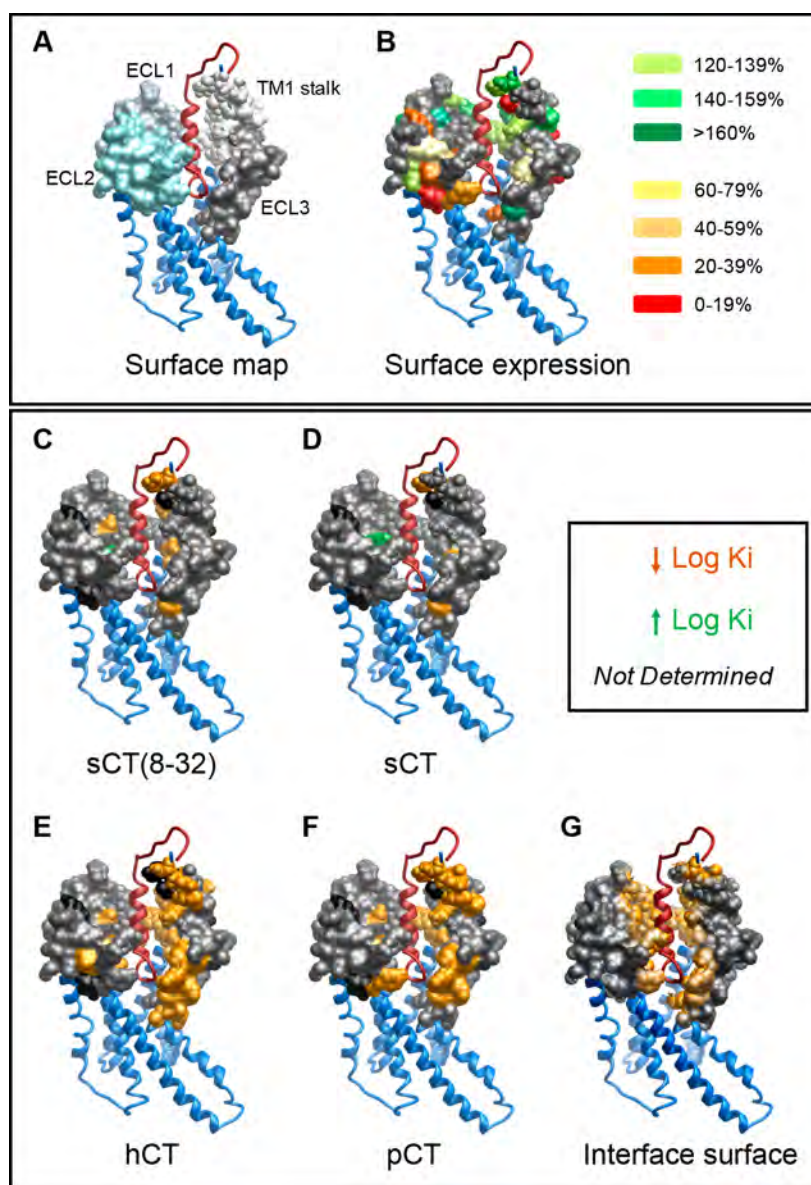 A
ECL1
TM1 stalk
ECL2
ECL3
Surface map
B
120-139%
140-159%
>160%
60-79%
40-59%
20-39%
0-19%
Surface expression
C
sCT(8-32)
D
sCT
↓ Log Ki
↑ Log Ki
Not Determined
E
hCT
F
pCT
G
Interface surface